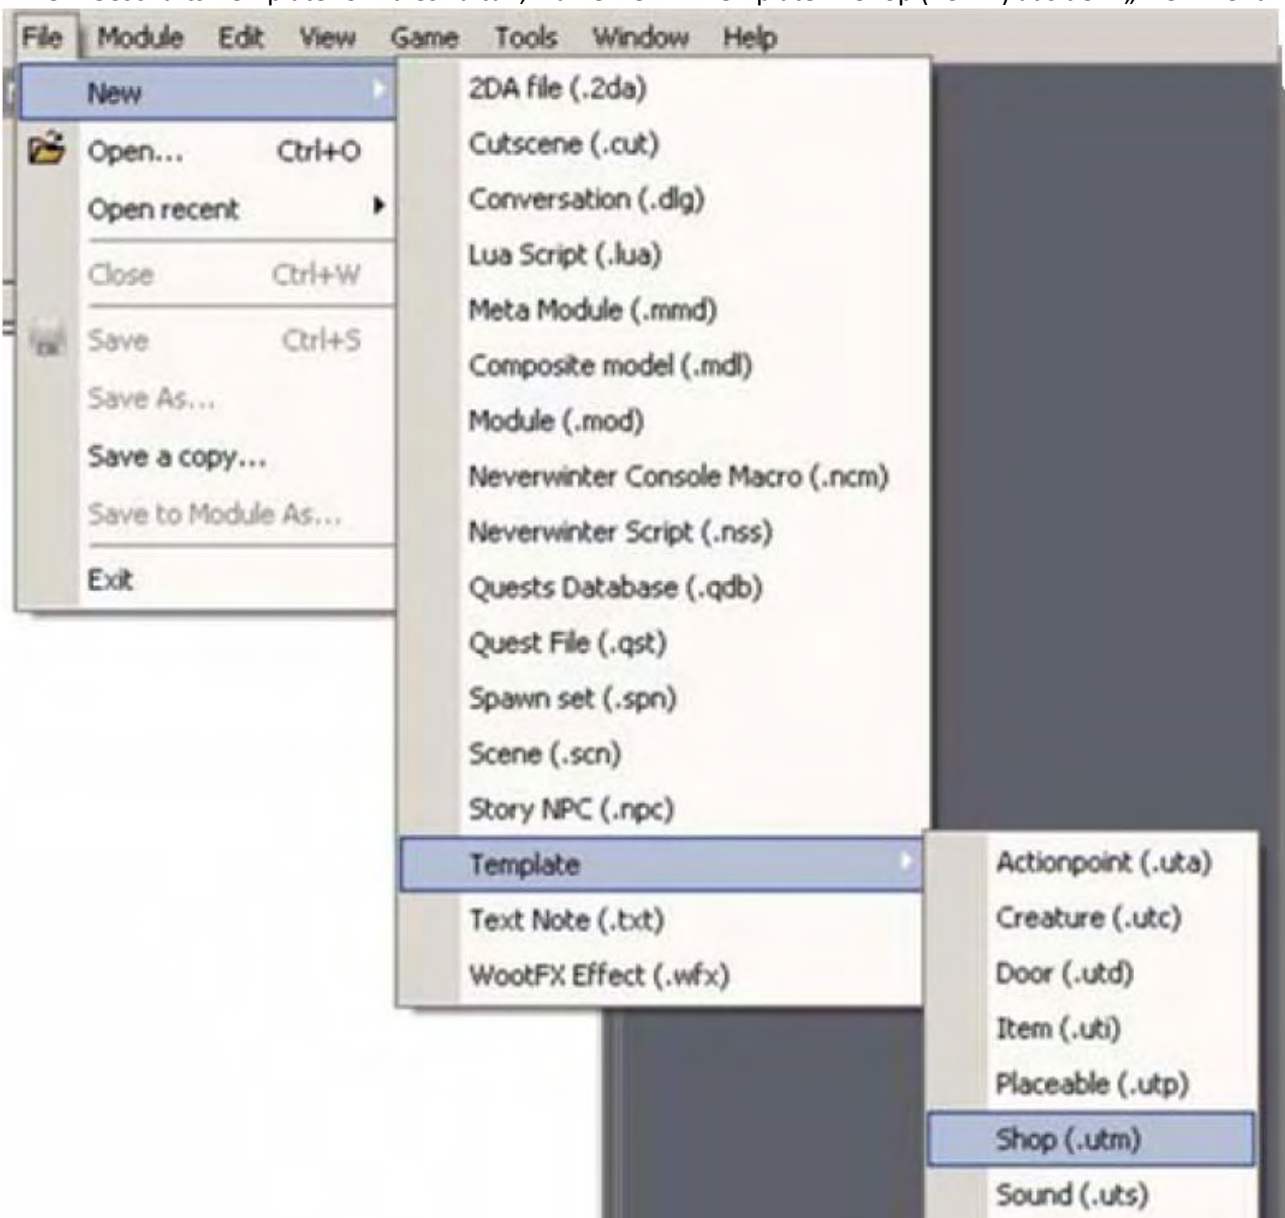 File Module Edit View Game Tools Window Help
New
Open... Ctrl+O
Open recent
Close Ctrl+W
Save Ctrl+S
Save As...
Save a copy...
Save to Module As...
Exit
2DA file (.2da)
Cutscene (.cut)
Conversation (.dlg)
Lua Script (.lua)
Meta Module (.mmd)
Composite model (.mdl)
Module (.mod)
Neverwinter Console Macro (.ncm)
Neverwinter Script (.nss)
Quests Database (.qdb)
Quest File (.qst)
Spawn set (.spn)
Scene (.scn)
Story NPC (.npc)
Template
Text Note (.txt)
WootFX Effect (.wfx)
Actionpoint (.uta)
Creature (.utc)
Door (.utd)
Item (.uti)
Placeable (.utp)
Shop (.utm)
Sound (.uts)